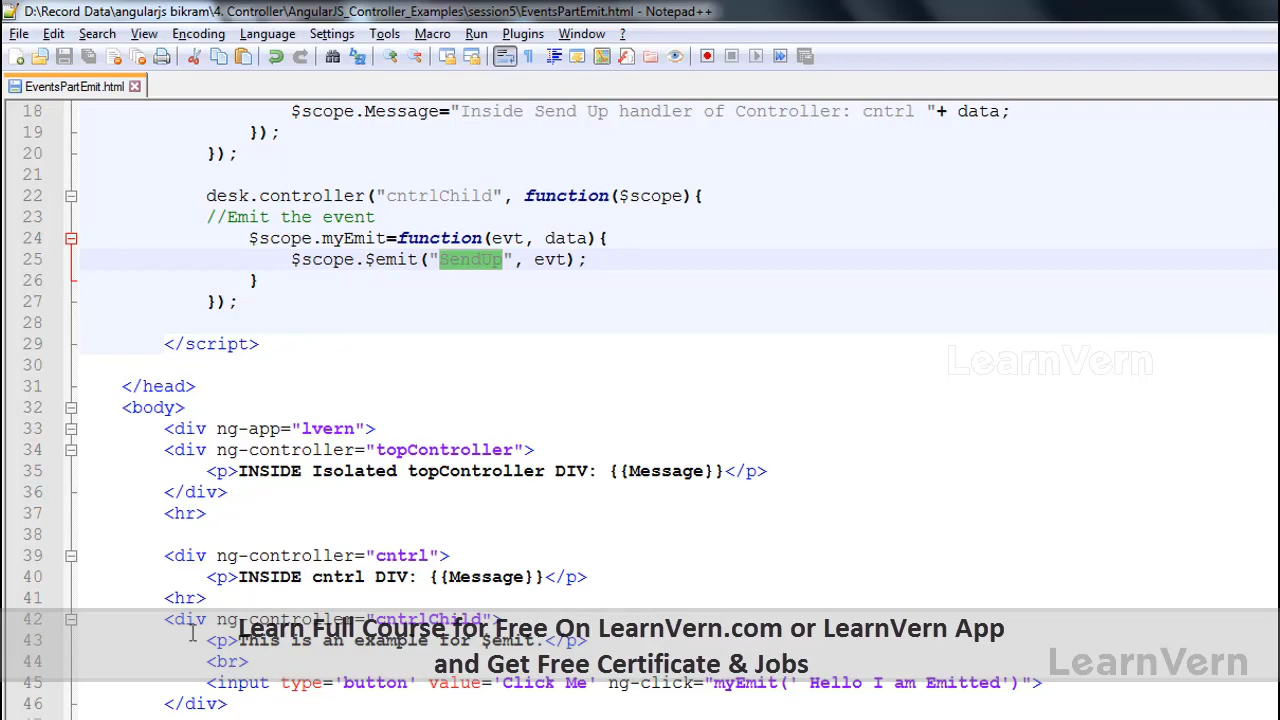 D:\Record Data\angularjs bikram\4. Controller\AngularJS_Controller_Examples\session5\EventsPartEmit.html - Notepad++
File Edit Search View Encoding Language Settings Tools Macro Run Plugins Window ?
EventsPartEmit.html
18 $scope.Message="Inside Send Up handler of Controller: cntrl "+ data;
19 });
20 });
21
22 desk.controller("cntrlChild", function($scope){
23 //Emit the event
24 $scope.myEmit=function(evt, data){
25 $scope.$emit("SendUp", evt);
26 }
27 });
28
29 </script>
LearnVern
30
31 </head>
32 <body>
33 <div ng-app="lvern">
34 <div ng-controller="topController">
35 <p>INSIDE Isolated topController DIV: {{Message}}</p>
36 </div>
37 <hr>
38
39 <div ng-controller="cntrl">
40 <p>INSIDE cntrl DIV: {{Message}}</p>
41 <hr>
42 <div ng-controller="cntrlChild">
Learn Full Course for Free On LearnVern.com or LearnVern App
43 <p>This is an example for $emit.</p>
44 <br>
and Get Free Certificate & Jobs
LearnVern
45 <input type='button' value='Click Me' ng-click="myEmit(' Hello I am Emitted')">
46 </div>